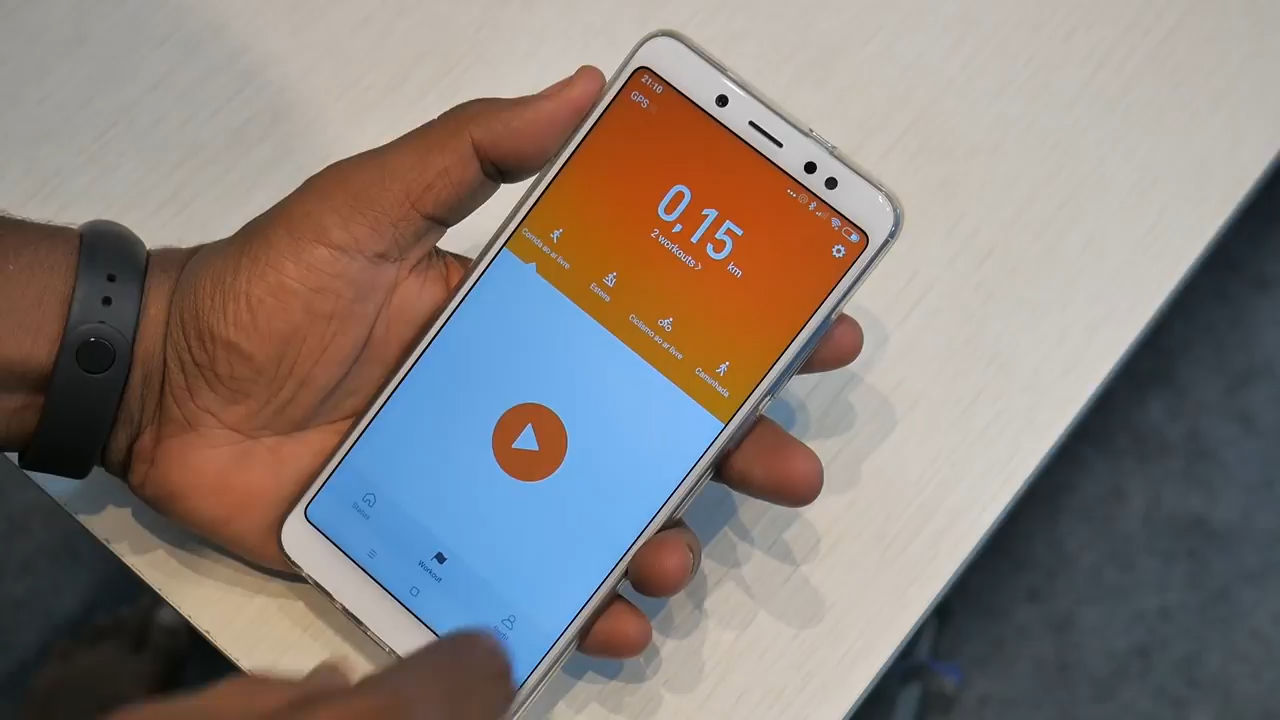 21:10
GPS
0,15 km
2 workouts >
Corrida ao ar livre
Esteira
Ciclismo ao ar livre
Caminhada
Status
Workout
Perfil